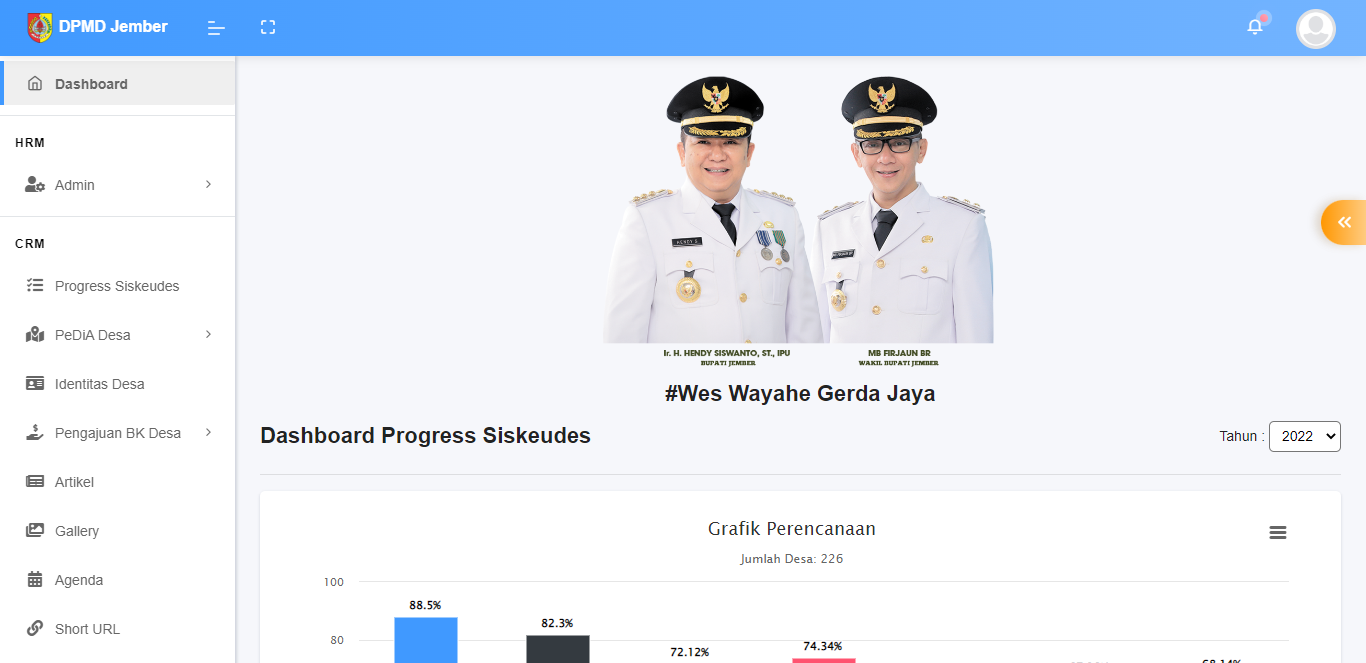 DPMD Jember
Dashboard
HRM
Admin
CRM
Progress Siskeudes
PeDiA Desa
Identitas Desa
Pengajuan BK Desa
Artikel
Gallery
Agenda
Short URL
HENDY S.
Ir. H. HENDY SISWANTO, ST., IPU
BUPATI JEMBER
MB FIRJAUN BR
WAKIL BUPATI JEMBER
#Wes Wayahe Gerda Jaya
Dashboard Progress Siskeudes
Tahun : 2022
Grafik Perencanaan
Jumlah Desa: 226
100
88.5%
82.3%
80
74.34%
72.12%
68.14%